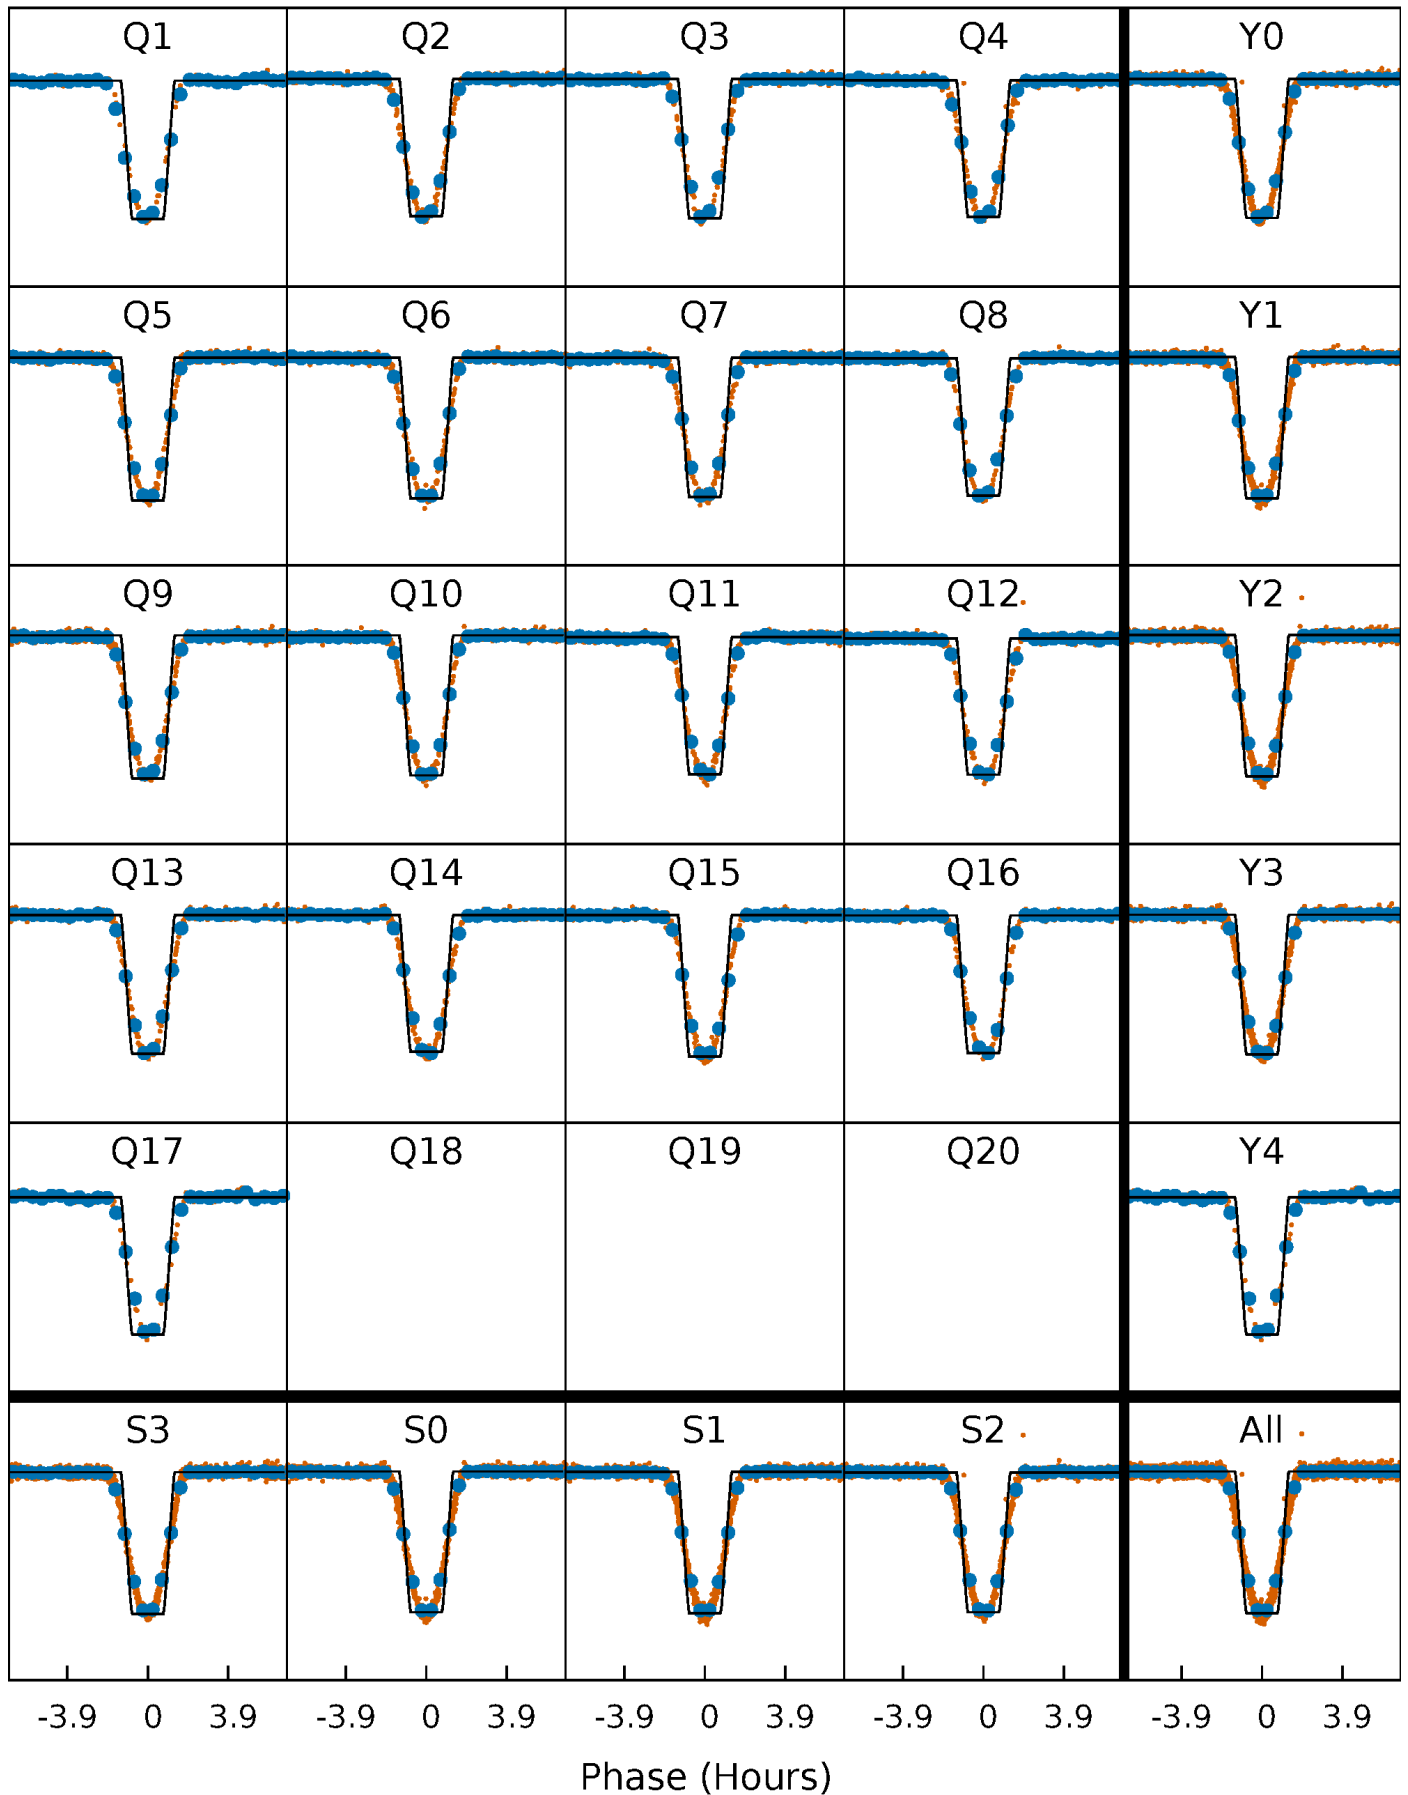 Q1 Q2 Q3 Q4 Y0
Q5 Q6 Q7 Q8 Y1
Q9 Q10 Q11 Q12 Y2
Q13 Q14 Q15 Q16 Y3
Q17 Q18 Q19 Q20 Y4
S3 S0 S1 S2 All
-3.9 0 3.9 -3.9 0 3.9 -3.9 0 3.9 -3.9 0 3.9 -3.9 0 3.9
Phase (Hours)